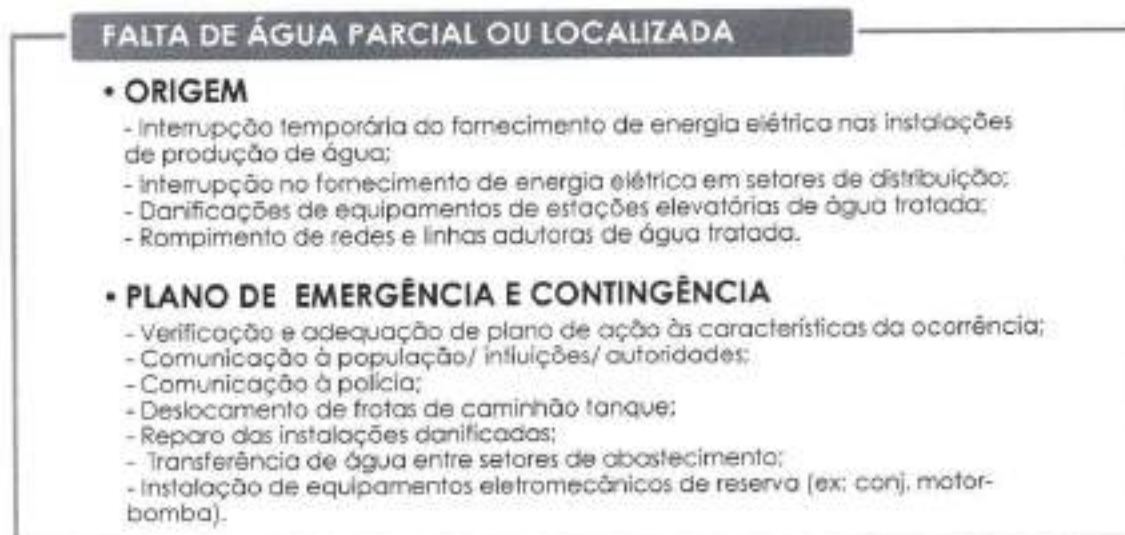 FALTA DE ÁGUA PARCIAL OU LOCALIZADA
• ORIGEM
- Interrupção temporária do fornecimento de energia elétrica nas instalações
de produção de água;
- Interrupção no fornecimento de energia elétrica em setores de distribuição;
- Danificações de equipamentos de estações elevatórias de água tratada;
- Rompimento de redes e linhas adutoras de água tratada.
• PLANO DE EMERGÊNCIA E CONTINGÊNCIA
- Verificação e adequação de plano de ação às características da ocorrência;
- Comunicação à população/ intiuições/ autoridades;
- Comunicação à polícia;
- Deslocamento de frotas de caminhão tanque;
- Reparo das instalações danificadas;
- Transferência de água entre setores de abastecimento;
- Instalação de equipamentos eletromecânicos de reserva (ex: conj. motor-
bomba).